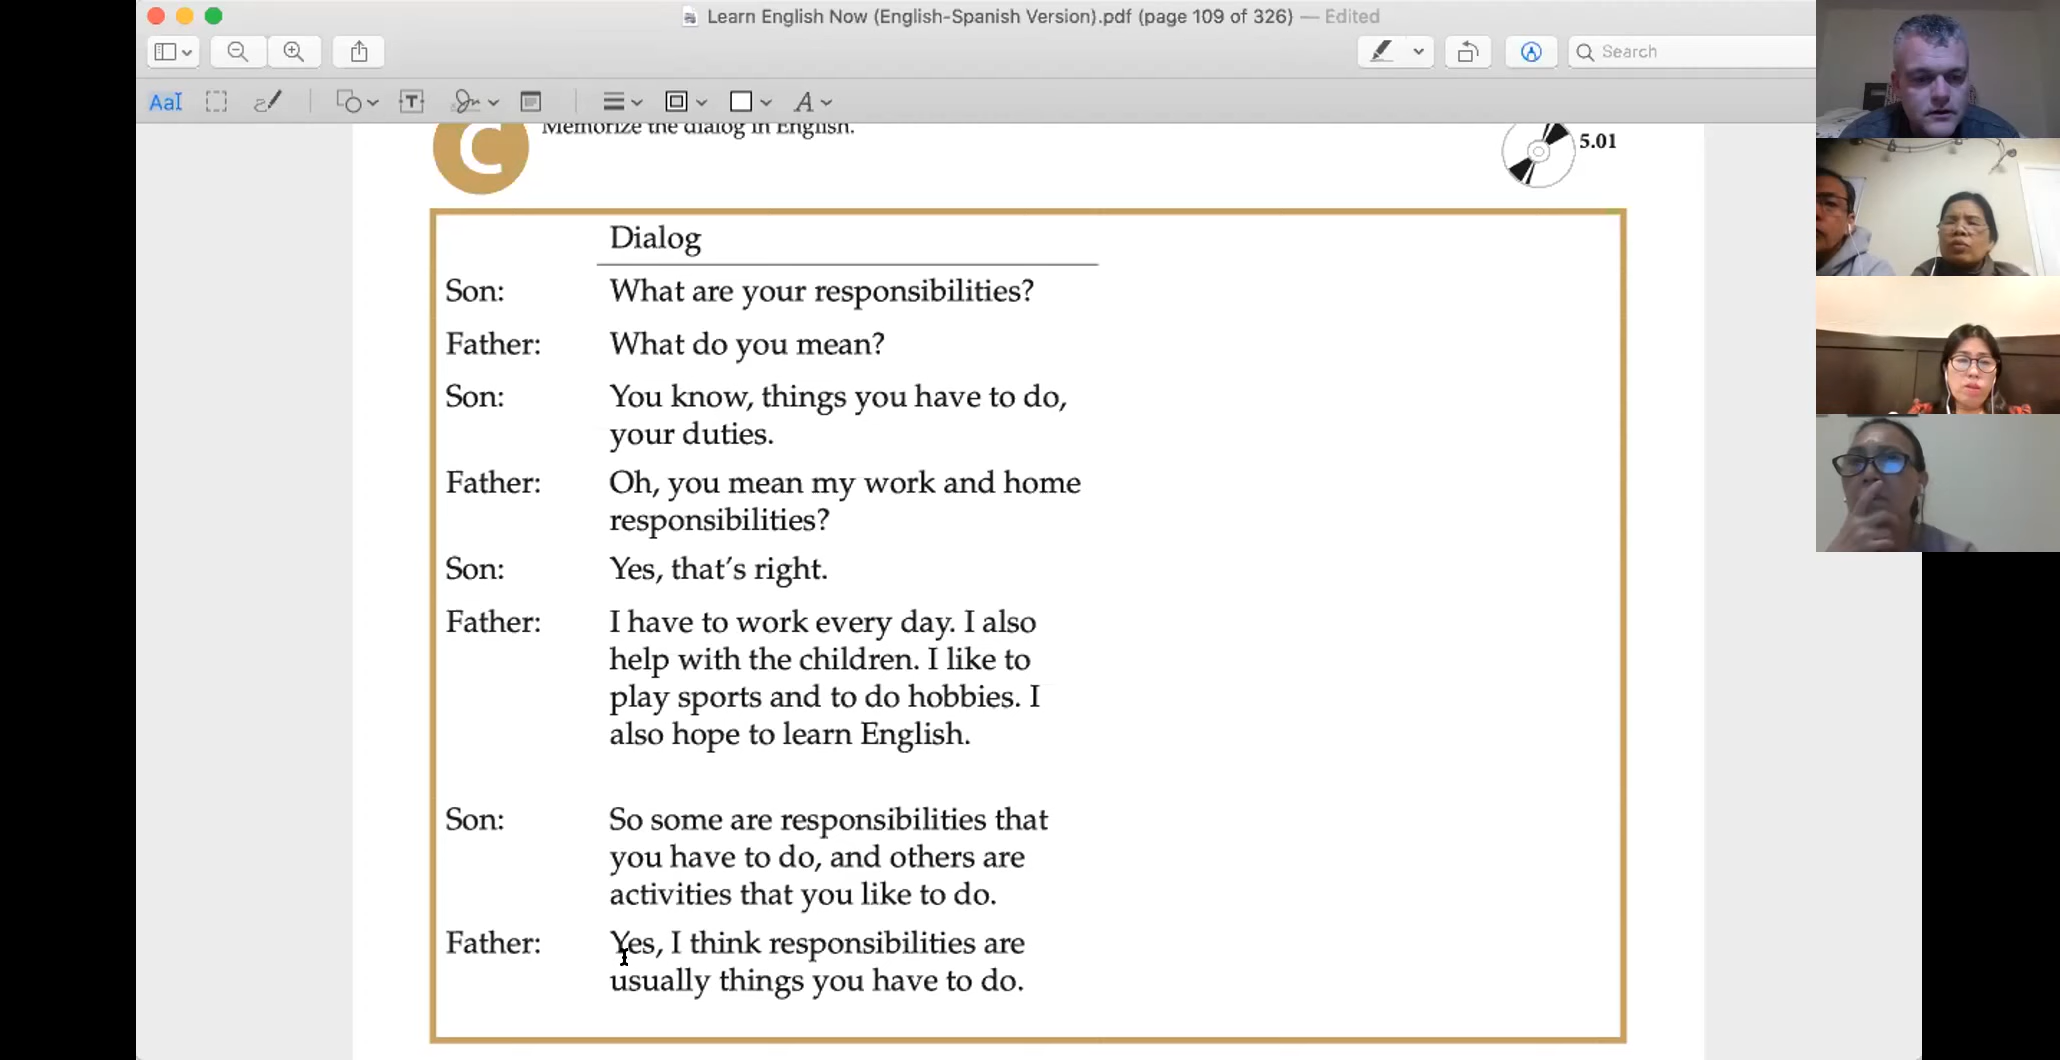 Learn English Now (English-Spanish Version).pdf (page 109 of 326) — Edited
Search
AaI
T
A
C
Memorize the dialog in English.
5.01
Dialog
Son: What are your responsibilities?
Father: What do you mean?
Son: You know, things you have to do,
your duties.
Father: Oh, you mean my work and home
responsibilities?
Son: Yes, that's right.
Father: I have to work every day. I also
help with the children. I like to
play sports and to do hobbies. I
also hope to learn English.
Son: So some are responsibilities that
you have to do, and others are
activities that you like to do.
Father: Yes, I think responsibilities are
usually things you have to do.